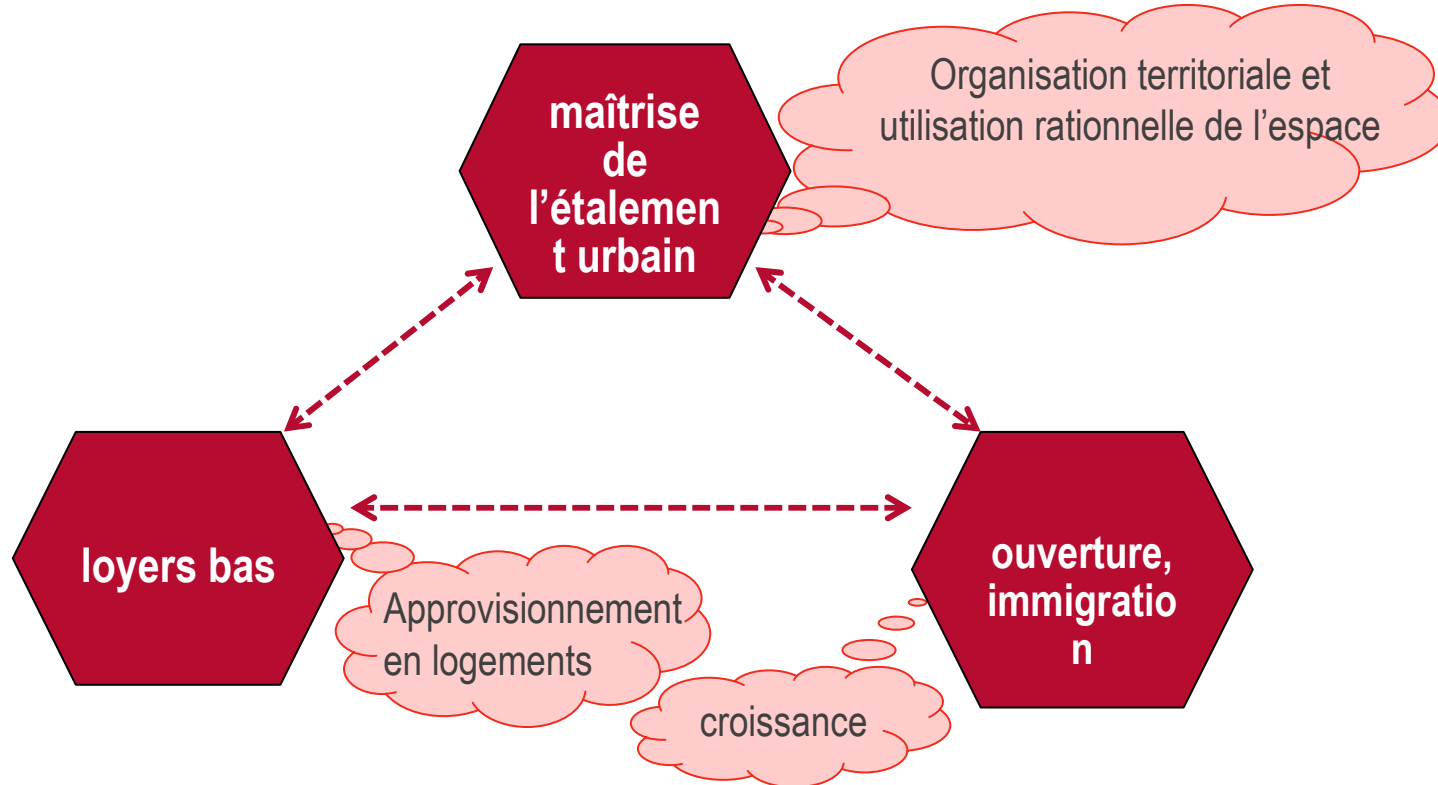 maîtrise
de
l’étalemen
t urbain
Organisation territoriale et
utilisation rationnelle de l’espace
loyers bas
Approvisionnement
en logements
croissance
ouverture,
immigratio
n